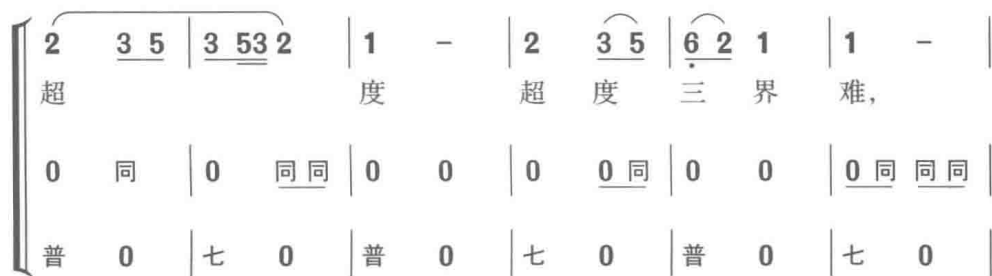 2 3 5 | 3 53 2 | 1 - | 2 3 5 | 6 2 1 | 1 - |
超 度 超 度 三 界 难，
0 同 | 0 同 同 | 0 0 | 0 0 同 | 0 0 | 0 同 同 同 |
普 0 | 七 0 | 普 0 | 七 0 | 普 0 | 七 0 |